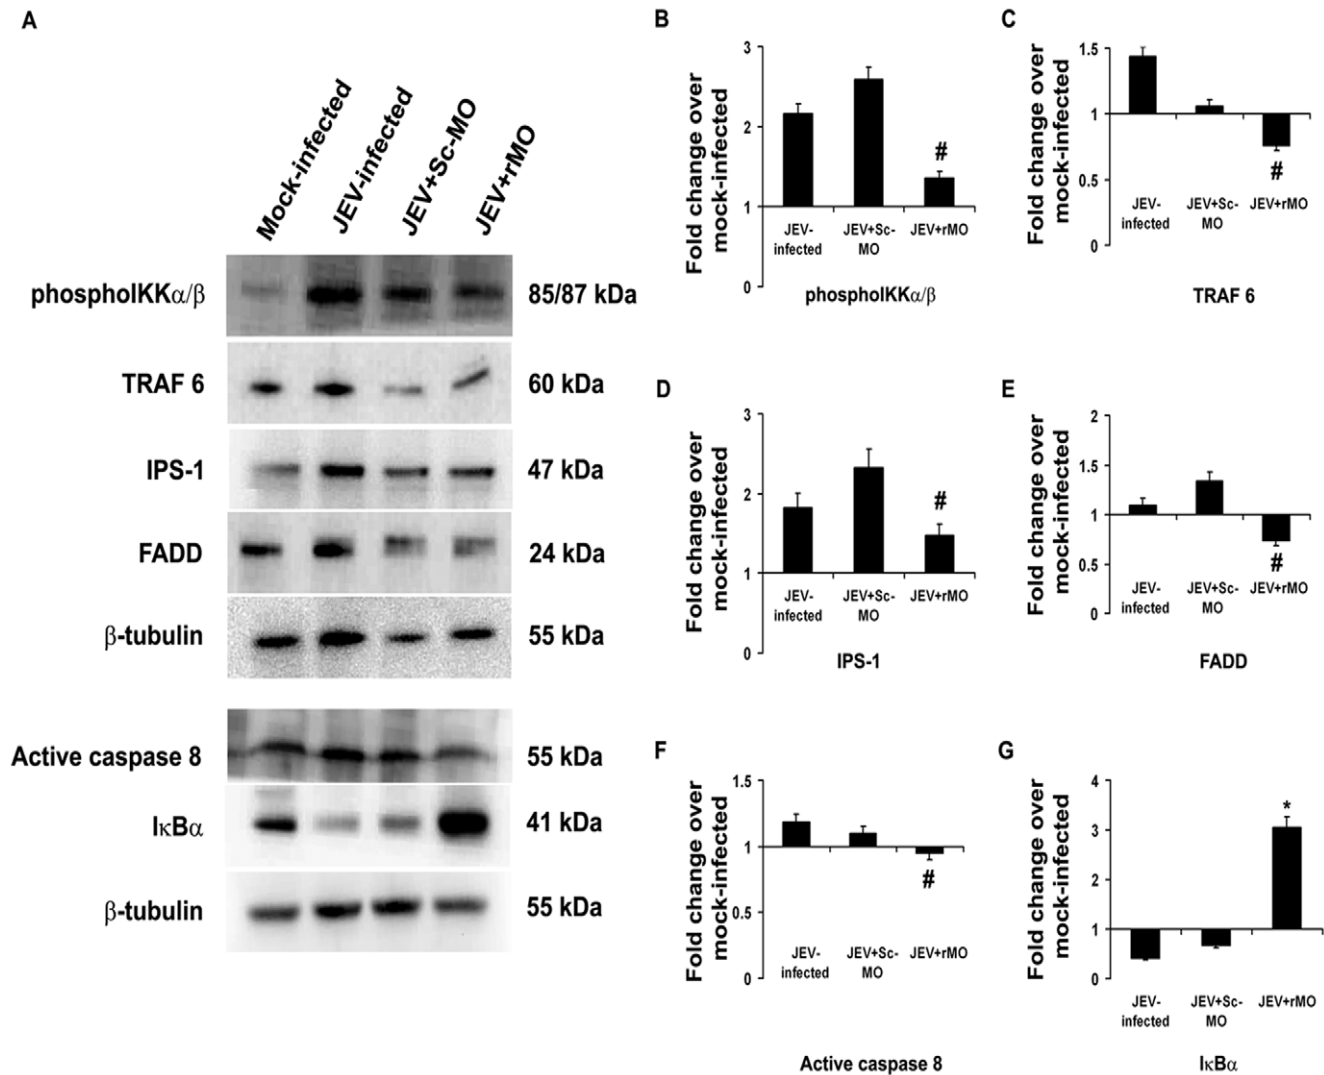 A
Mock-infected
JEV-infected
JEV+Sc-MO
JEV+rMO
phosphoIKKα/β
85/87 kDa
TRAF 6
60 kDa
IPS-1
47 kDa
FADD
24 kDa
β-tubulin
55 kDa
Active caspase 8
55 kDa
IκBα
41 kDa
β-tubulin
55 kDa
B
Fold change over
mock-infected
3
2
1
0
#
JEV-
infected
JEV+Sc-
MO
JEV+rMO
phosphoIKKα/β
C
Fold change over
mock-infected
1.5
1
0.5
0
#
JEV-
infected
JEV+Sc-
MO
JEV+rMO
TRAF 6
D
Fold change over
mock-infected
3
2
1
0
#
JEV-
infected
JEV+Sc-
MO
JEV+rMO
IPS-1
E
Fold change over
mock-infected
2
1.5
1
0.5
0
#
JEV-
infected
JEV+Sc-
MO
JEV+rMO
FADD
F
Fold change over
mock-infected
1.5
1
0.5
0
#
JEV-
infected
JEV+Sc-
MO
JEV+rMO
Active caspase 8
G
Fold change over
mock-infected
4
3
2
1
0
*
JEV-
infected
JEV+Sc-
MO
JEV+rMO
IκBα